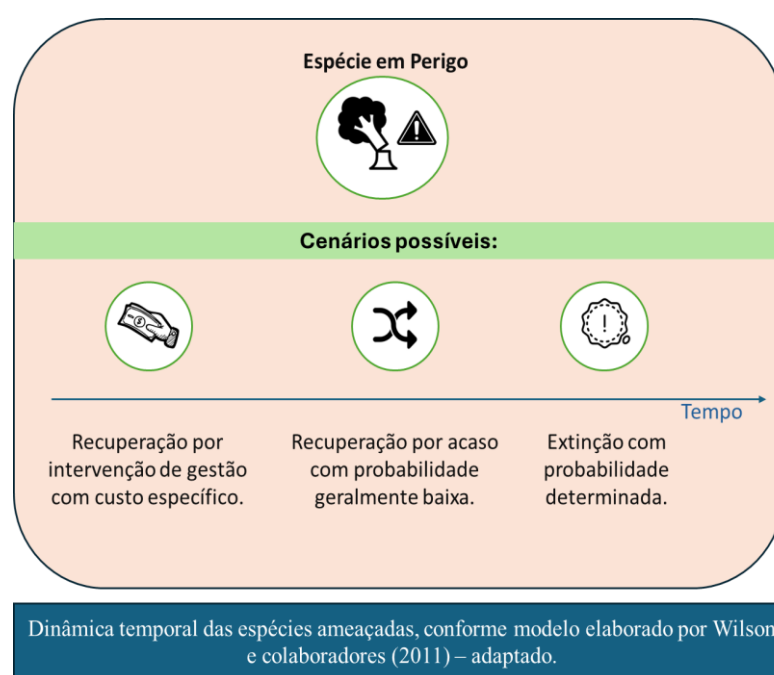 Espécie em Perigo
Cenários possíveis:
Tempo
Recuperação por
intervenção de gestão
com custo específico.
Recuperação por acaso
com probabilidade
geralmente baixa.
Extinção com
probabilidade
determinada.
Dinâmica temporal das espécies ameaçadas, conforme modelo elaborado por Wilson
e colaboradores (2011) – adaptado.